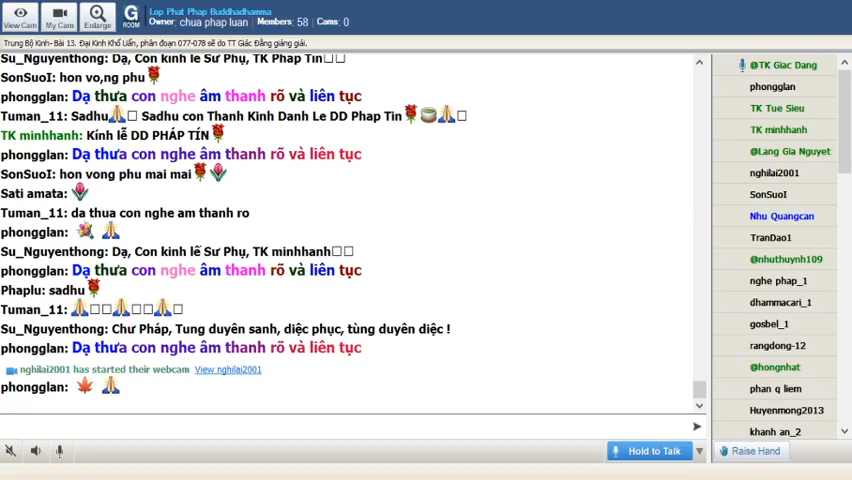 View Cam
My Cam
Enlarge
G
ROOM
Lop Phat Phap Buddhadhamma
Owner: chua phap luan Members: 58 Cams: 0
Trung Bộ Kinh- Bài 13. Đại Kinh Khổ Uẩn, phân đoạn 077-078 sẽ do TT Giác Đẳng giảng giải.
Su_Nguyenthong: Dạ, Con kinh lễ Sư Phụ, TK Phap Tin
SonSuoI: hon vo,ng phu
phongglan: Dạ thưa con nghe âm thanh rõ và liên tục
Tuman_11: Sadhu Sadhu con Thanh Kinh Danh Le DD Phap Tin
TK minhhanh: Kính lễ DD PHÁP TÍN
phongglan: Dạ thưa con nghe âm thanh rõ và liên tục
SonSuoI: hon vong phu mai mai
Sati amata:
Tuman_11: da thua con nghe am thanh ro
phongglan:
Su_Nguyenthong: Dạ, Con kinh lễ Sư Phụ, TK minhhanh
phongglan: Dạ thưa con nghe âm thanh rõ và liên tục
Phaplu: sadhu
Tuman_11:
Su_Nguyenthong: Chư Pháp, Tung duyên sanh, diệc phục, tùng duyên diệc !
phongglan: Dạ thưa con nghe âm thanh rõ và liên tục
nghilai2001 has started their webcam View nghilai2001
phongglan:
@TK Giac Dang
phongglan
TK Tue Sieu
TK minhhanh
@Lang Gia Nguyet
nghilai2001
SonSuoI
Nhu Quangcan
TranDao1
@nhuthuynh109
nghe phap_1
dhammacari_1
gosbel_1
rangdong-12
@hongnhat
phan q liem
Huyenmong2013
khanh an_2
Hold to Talk
Raise Hand